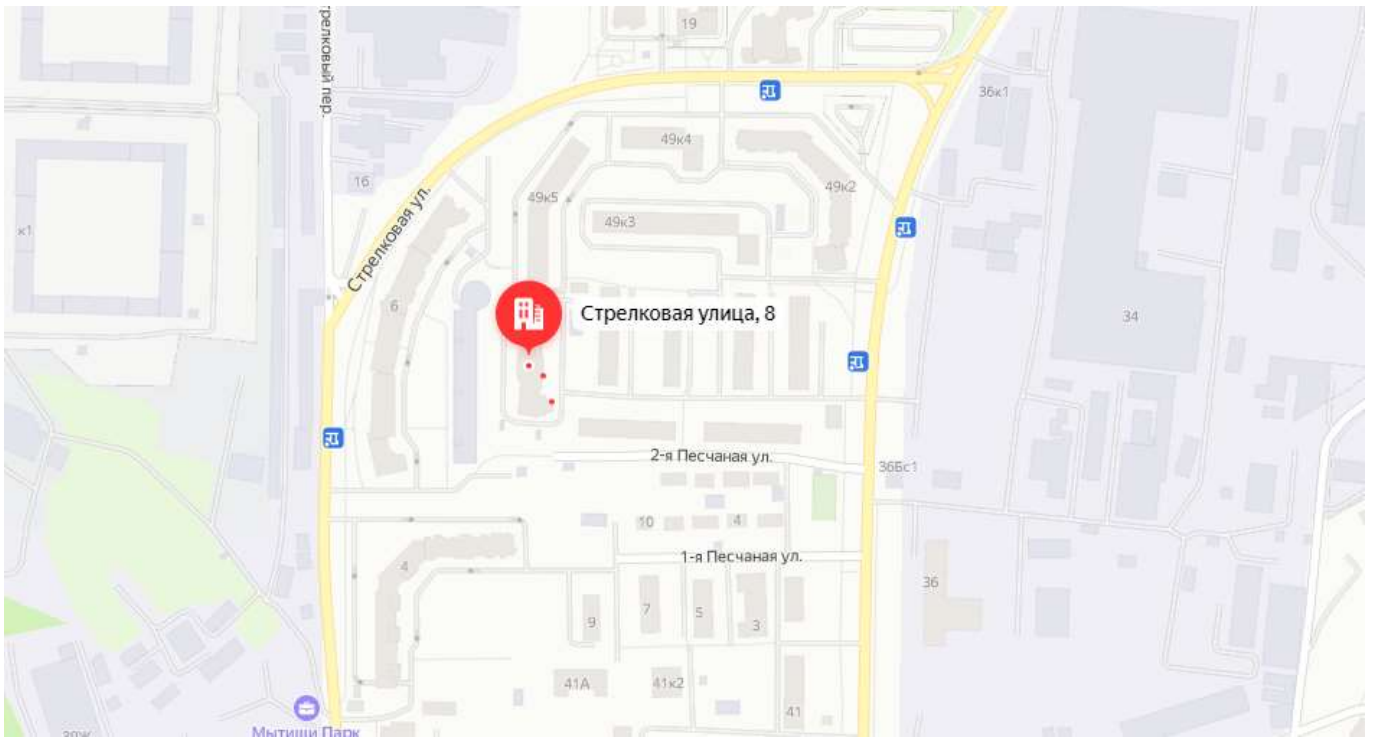 19
Стрелковый пер.
36к1
49к4
16
49к2
49к5
к1
Стрелковая ул.
49к3
6
Стрелковая улица, 8
34
2-я Песчаная ул.
36Бс1
10
4
1-я Песчаная ул.
4
36
7
5
9
3
41А
41к2
41
Мытищи Парк